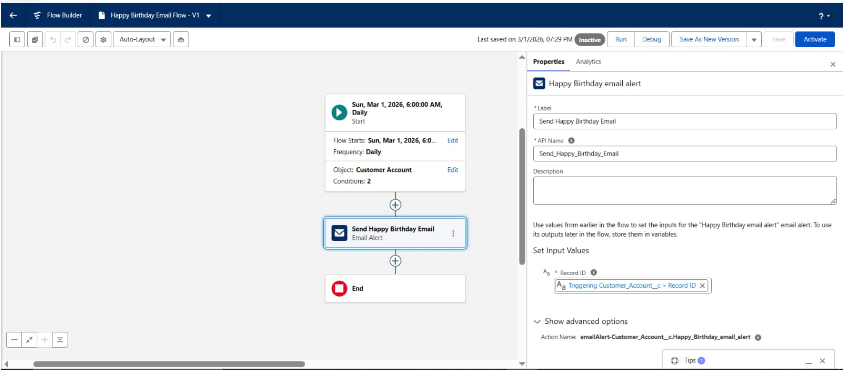 Flow Builder
Happy Birthday Email Flow - V1
?
Auto-Layout
Last saved on 3/1/2026, 07:29 PM
Inactive
Run
Debug
Save As New Version
Save
Activate
Sun, Mar 1, 2026, 6:00:00 AM,
Daily
Start
Flow Starts: Sun, Mar 1, 2026, 6:0...
Edit
Frequency: Daily
Object: Customer Account
Edit
Conditions: 2
Send Happy Birthday Email
Email Alert
End
Properties
Analytics
Happy Birthday email alert
* Label
Send Happy Birthday Email
* API Name
Send_Happy_Birthday_Email
Description
Use values from earlier in the flow to set the inputs for the "Happy Birthday email alert" email alert. To use
its outputs later in the flow, store them in variables.
Set Input Values
Aa * Record ID
Aa Triggering Customer_Account__c > Record ID
Show advanced options
Action Name: emailAlert-Customer_Account__c.Happy_Birthday_email_alert
Tips